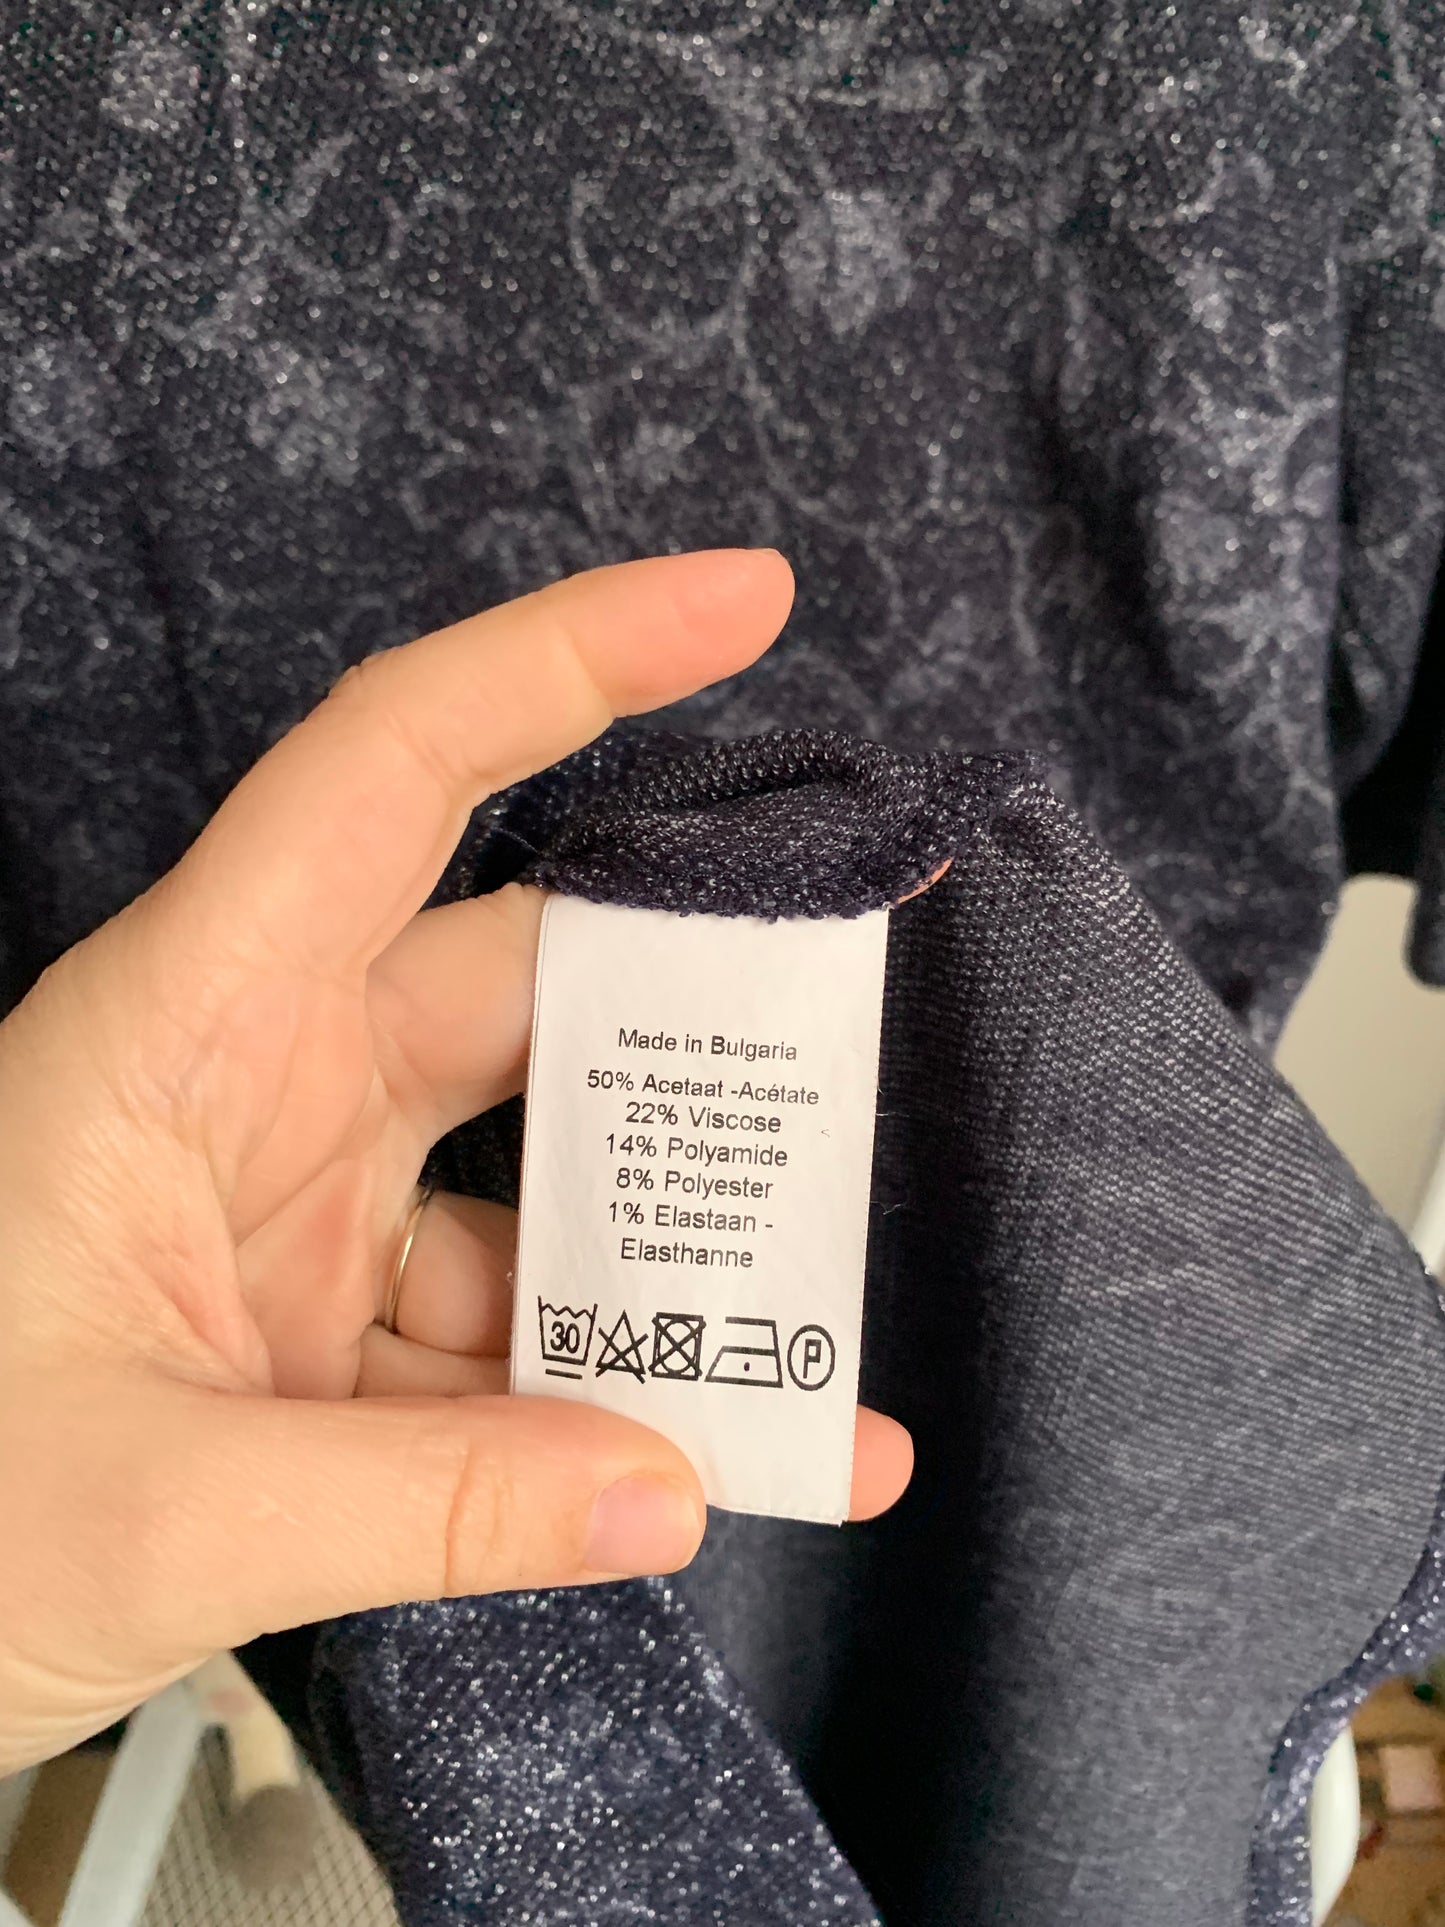 Made in Bulgaria
50% Acetaat -Acétate
22% Viscose
14% Polyamide
8% Polyester
1% Elastaan -
Elasthanne
30 P